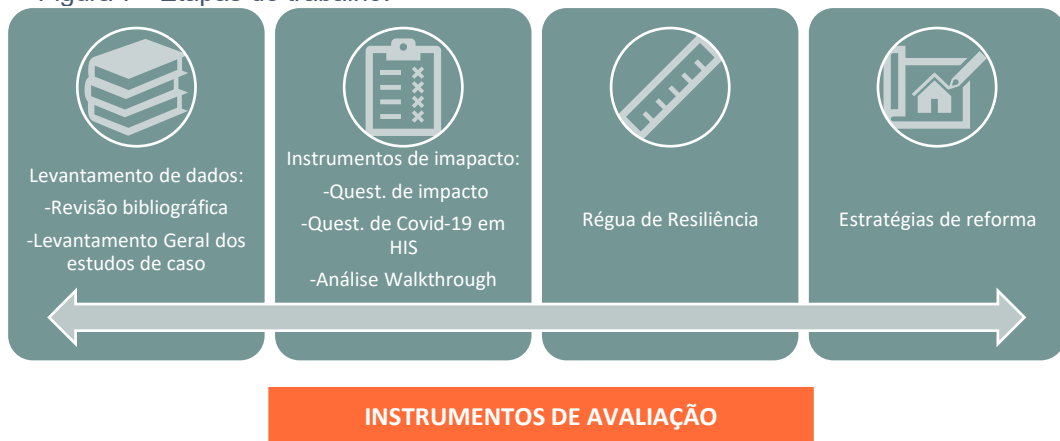 Levantamento de dados:
-Revisão bibliográfica
-Levantamento Geral dos
estudos de caso
Instrumentos de imapacto:
-Quest. de impacto
-Quest. de Covid-19 em
HIS
-Análise Walkthrough
Régua de Resiliência
Estratégias de reforma
INSTRUMENTOS DE AVALIAÇÃO